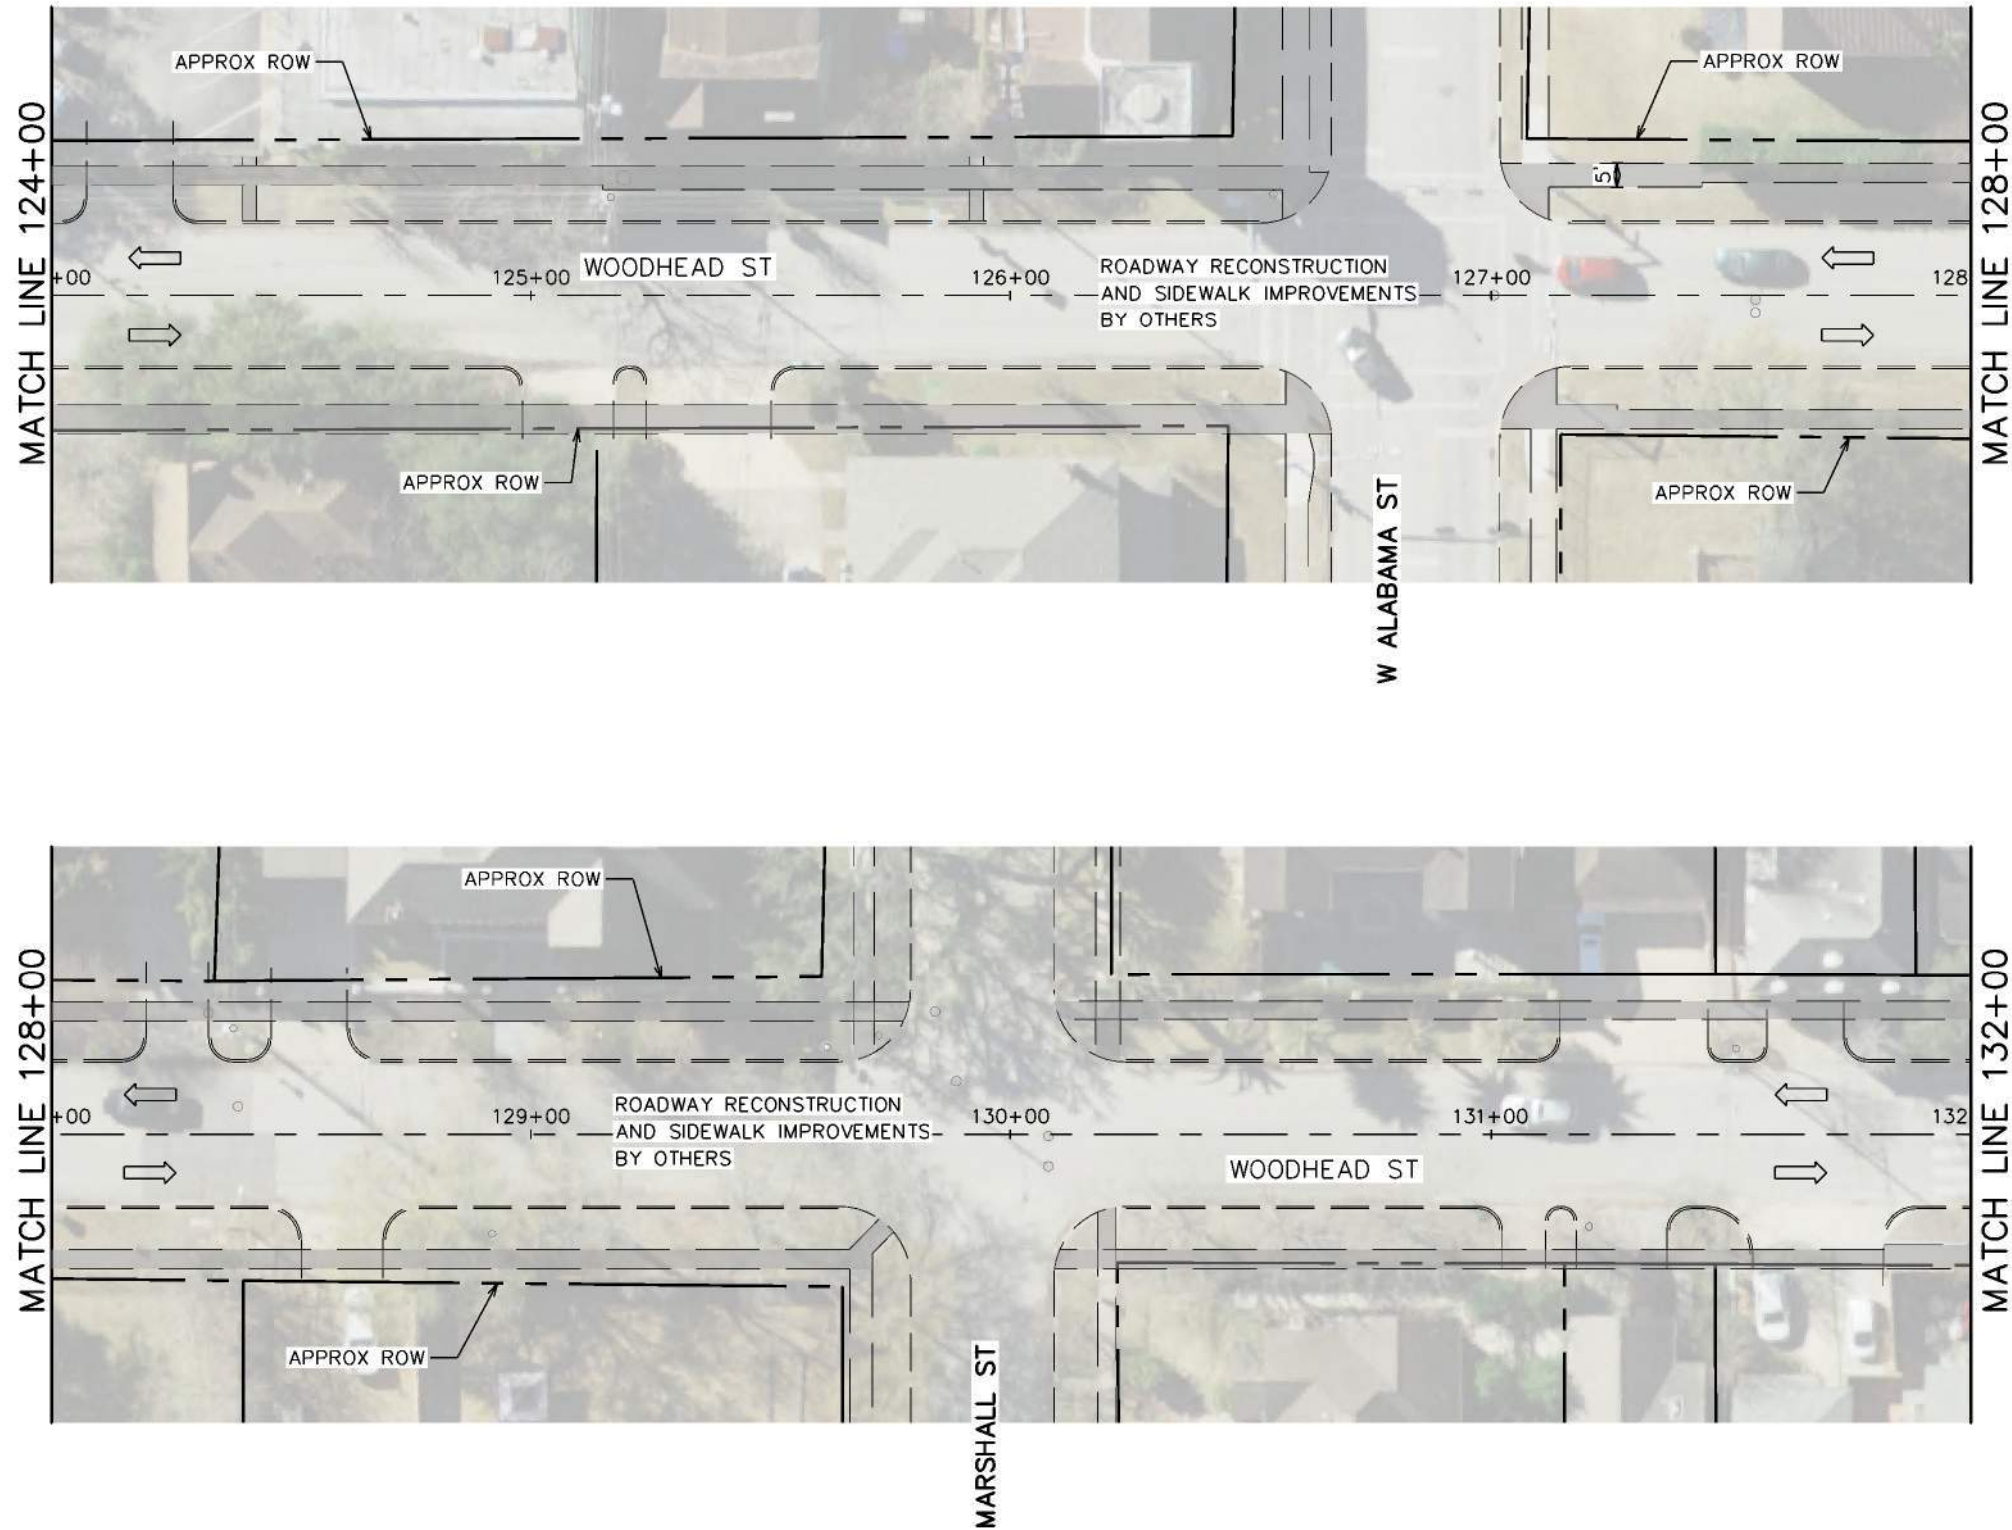 APPROX ROW
APPROX ROW
MATCH LINE 124+00
MATCH LINE 128+00
5'
WOODHEAD ST
+00
125+00
126+00
127+00
128
ROADWAY RECONSTRUCTION
AND SIDEWALK IMPROVEMENTS
BY OTHERS
APPROX ROW
APPROX ROW
W ALABAMA ST
APPROX ROW
MATCH LINE 128+00
MATCH LINE 132+00
+00
129+00
130+00
131+00
132
ROADWAY RECONSTRUCTION
AND SIDEWALK IMPROVEMENTS
BY OTHERS
WOODHEAD ST
APPROX ROW
MARSHALL ST